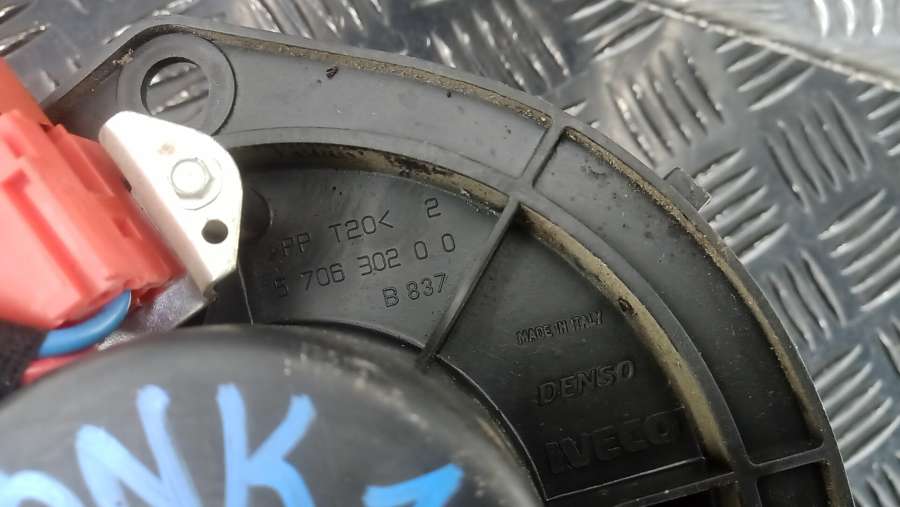 PP T20< 2
5 706 302 0 0
B 837
MADE IN ITALY
DENSO
IVECO